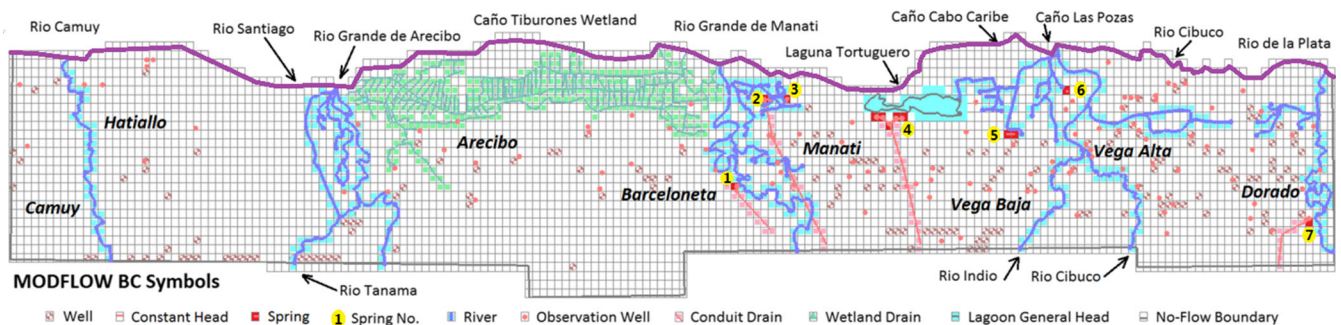 Rio Camuy
Rio Santiago
Rio Grande de Arecibo
Caño Tiburones Wetland
Rio Grande de Manati
Laguna Tortuguero
Caño Cabo Caribe
Caño Las Pozas
Rio Cibuco
Rio de la Plata
Hatiallo
Arecibo
Manati
Vega Alta
Camuy
Barceloneta
Vega Baja
Dorado
2
3
4
5
6
1
7
Rio Tanama
Rio Indio
Rio Cibuco
MODFLOW BC Symbols
Well
Constant Head
Spring
1 Spring No.
River
Observation Well
Conduit Drain
Wetland Drain
Lagoon General Head
No-Flow Boundary